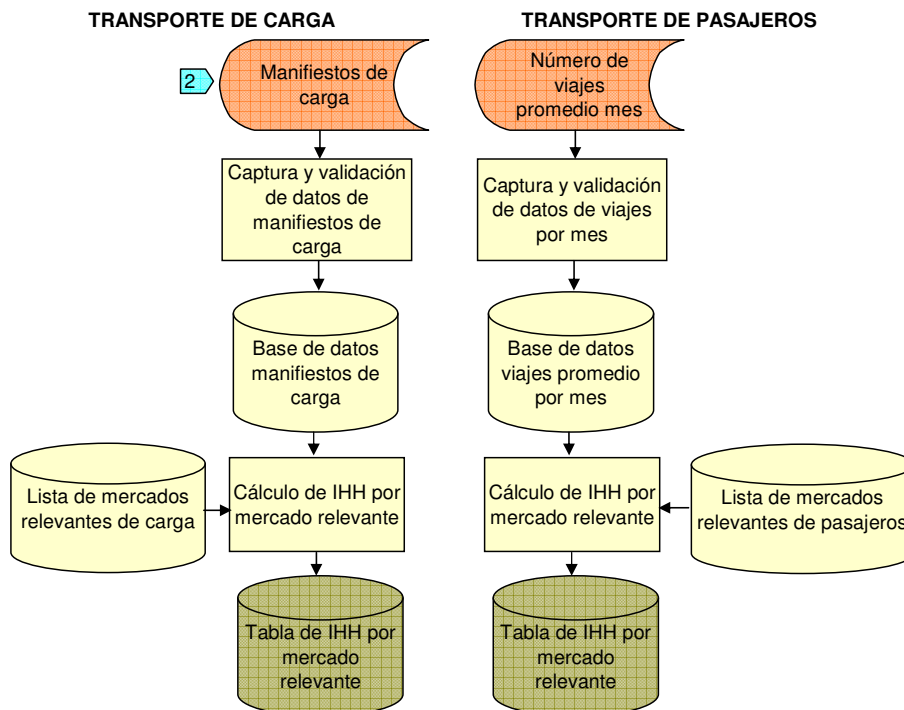 TRANSPORTE DE CARGA
TRANSPORTE DE PASAJEROS
2
Manifiestos de
carga
Número de
viajes
promedio mes
Captura y validación
de datos de
manifiestos de
carga
Captura y validación
de datos de viajes
por mes
Base de datos
manifiestos de
carga
Base de datos
viajes promedio
por mes
Lista de mercados
relevantes de carga
Cálculo de IHH por
mercado relevante
Cálculo de IHH por
mercado relevante
Lista de mercados
relevantes de pasajeros
Tabla de IHH por
mercado
relevante
Tabla de IHH por
mercado
relevante